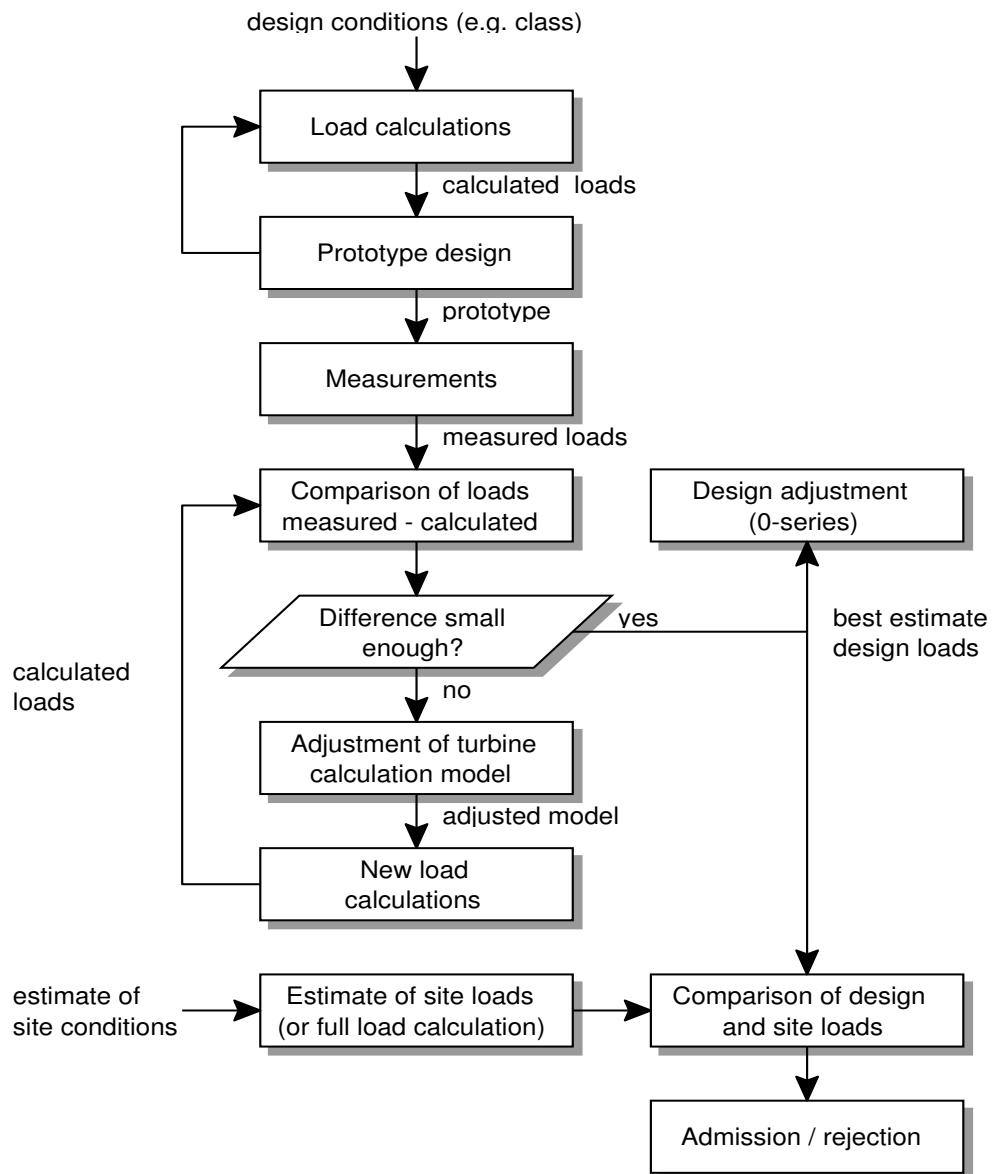 design conditions (e.g. class)
Load calculations
calculated loads
Prototype design
prototype
Measurements
measured loads
Comparison of loads
measured - calculated
Design adjustment
(0-series)
Difference small
enough?
yes
best estimate
design loads
calculated
loads
no
Adjustment of turbine
calculation model
adjusted model
New load
calculations
estimate of
site conditions
Estimate of site loads
(or full load calculation)
Comparison of design
and site loads
Admission / rejection